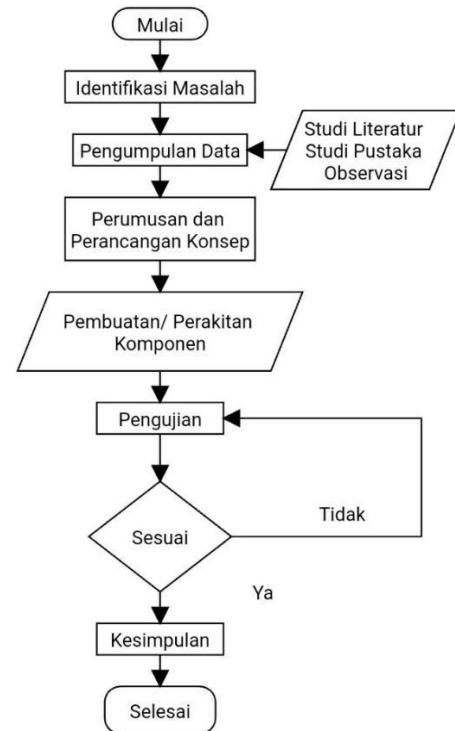 Mulai
Identifikasi Masalah
Pengumpulan Data
Studi Literatur
Studi Pustaka
Observasi
Perumusan dan
Perancangan Konsep
Pembuatan/ Perakitan
Komponen
Pengujian
Sesuai
Tidak
Ya
Kesimpulan
Selesai